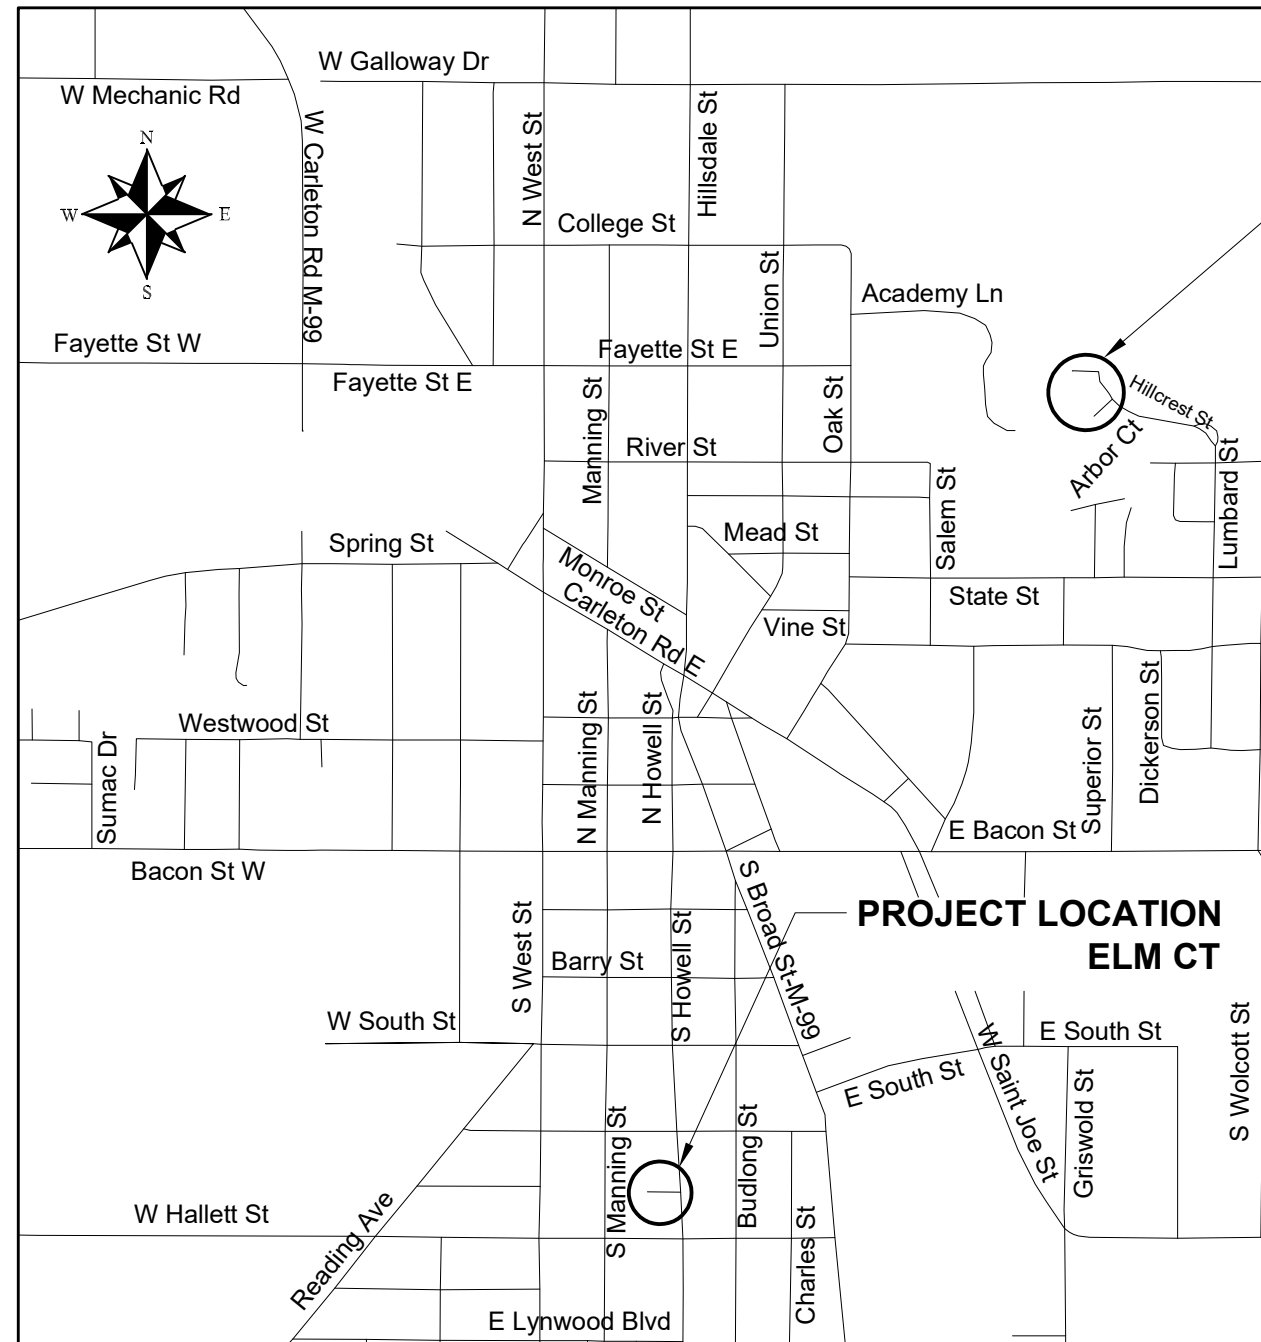 W Galloway Dr
W Mechanic Rd
N
W
E
S
W Carleton Rd M-99
N West St
Hillsdale St
College St
Union St
Academy Ln
Fayette St W
Fayette St E
Fayette St E
Manning St
Oak St
Hillcrest St
Arbor Ct
Lumbard St
River St
Salem St
Spring St
Mead St
Monroe St
Carleton Rd E
State St
Vine St
Westwood St
Sumac Dr
N Manning St
N Howell St
Superior St
Dickerson St
E Bacon St
Bacon St W
S Broad St-M-99
PROJECT LOCATION
ELM CT
S West St
Barry St
S Howell St
W South St
E South St
E South St
W Saint Joe St
Griswold St
S Wolcott St
S Manning St
Budlong St
W Hallett St
Reading Ave
Charles St
E Lynwood Blvd